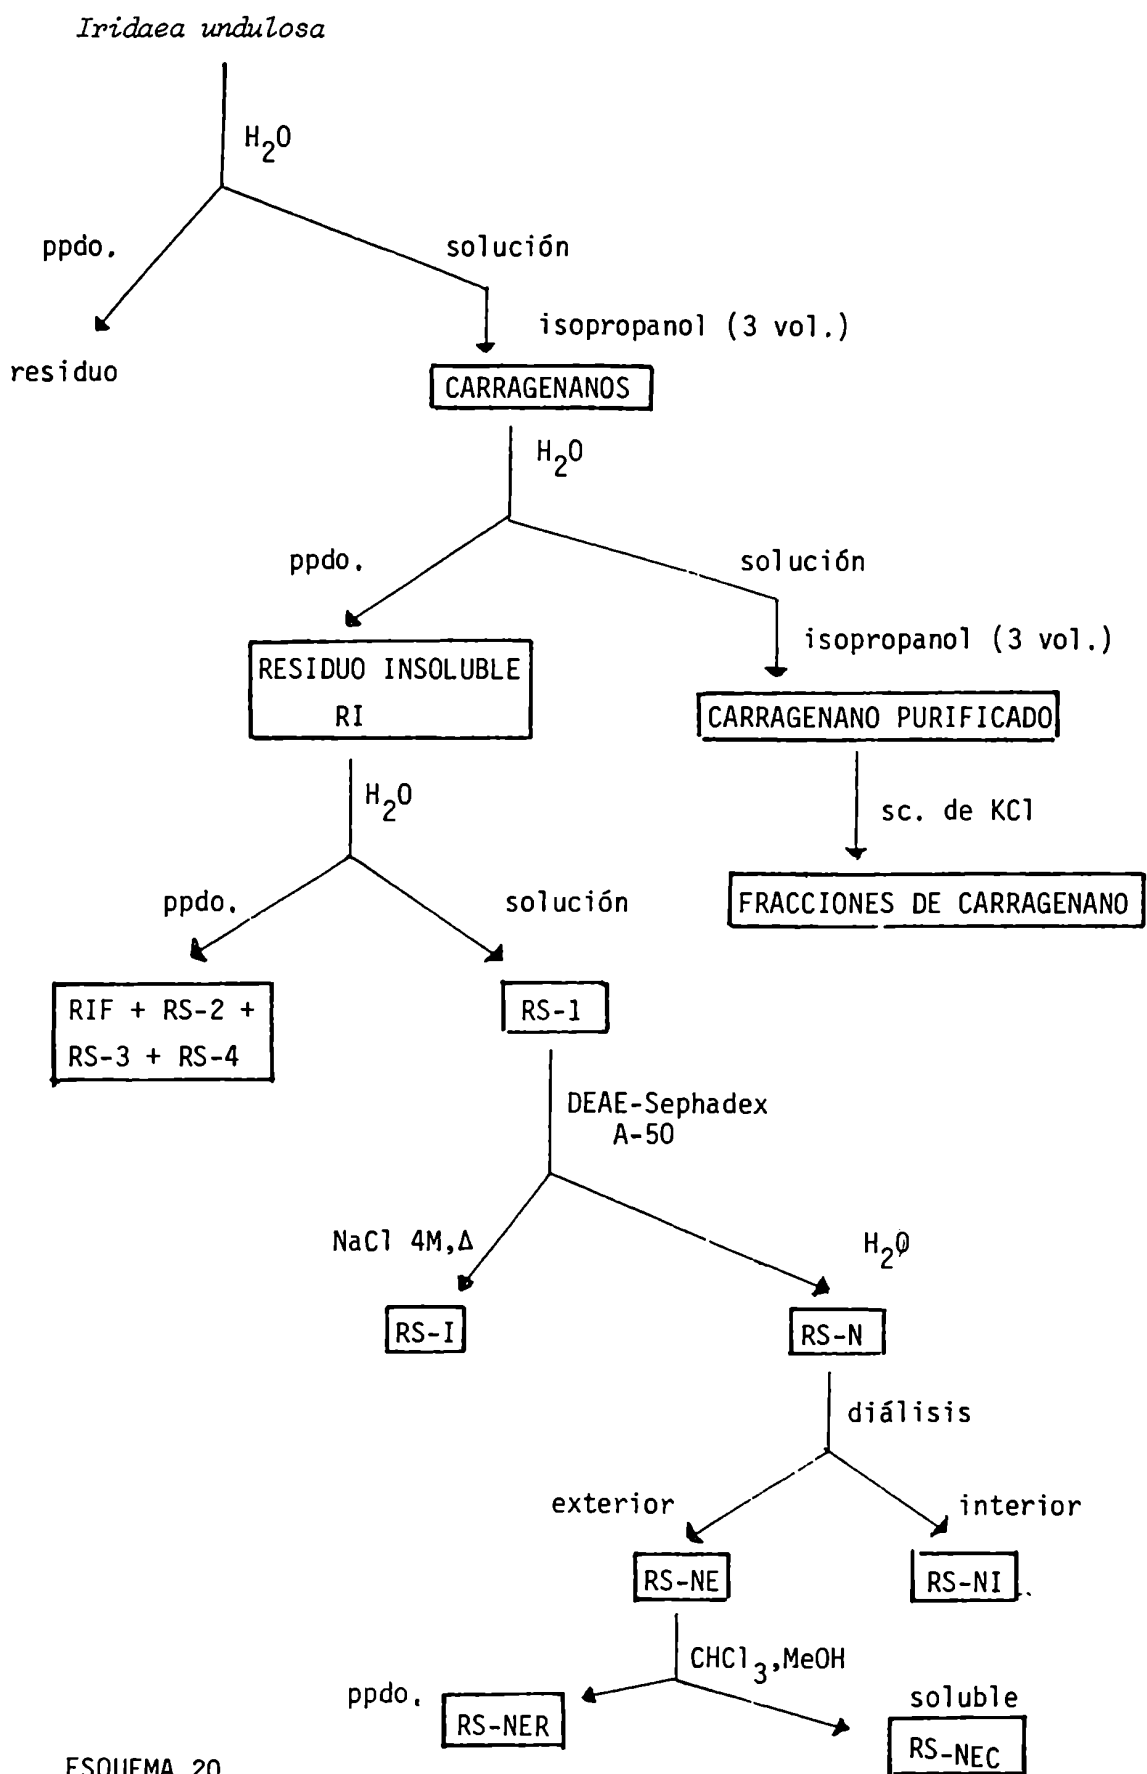 Iridaea undulosa
H2O
ppdo.
solución
isopropanol (3 vol.)
residuo
CARRAGENANOS
H2O
ppdo.
solución
isopropanol (3 vol.)
RESIDUO INSOLUBLE
RI
CARRAGENANO PURIFICADO
H2O
sc. de KCl
ppdo.
solución
FRACCIONES DE CARRAGENANO
RIF + RS-2 +
RS-3 + RS-4
RS-1
DEAE-Sephadex
A-50
NaCl 4M,Δ
H2O
RS-I
RS-N
diálisis
exterior
interior
RS-NE
RS-NI
CHCl3,MeOH
ppdo.
soluble
RS-NER
RS-NEC
ESQUEMA 20